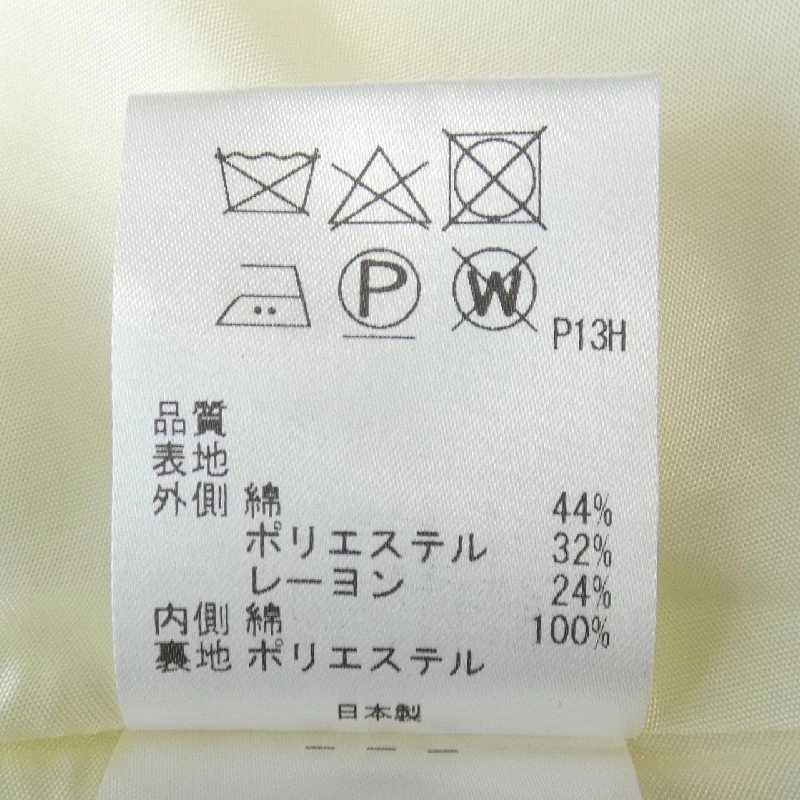 P
W
P13H
品質
表地
外側 綿 44%
ポリエステル 32%
レーヨン 24%
内側 綿 100%
裏地 ポリエステル
日本製